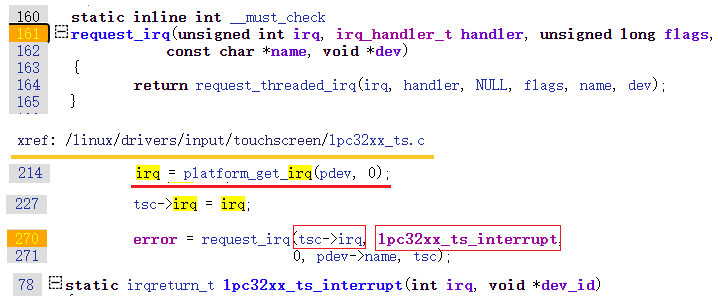 160 static inline int __must_check
161 request_irq(unsigned int irq, irq_handler_t handler, unsigned long flags,
162 const char *name, void *dev)
163 {
164 return request_threaded_irq(irq, handler, NULL, flags, name, dev);
165 }
xref: /linux/drivers/input/touchscreen/lpc32xx_ts.c
214 irq = platform_get_irq(pdev, 0);
227 tsc->irq = irq;
270 error = request_irq(tsc->irq, lpc32xx_ts_interrupt,
271 0, pdev->name, tsc);
78 static irqreturn_t lpc32xx_ts_interrupt(int irq, void *dev_id)